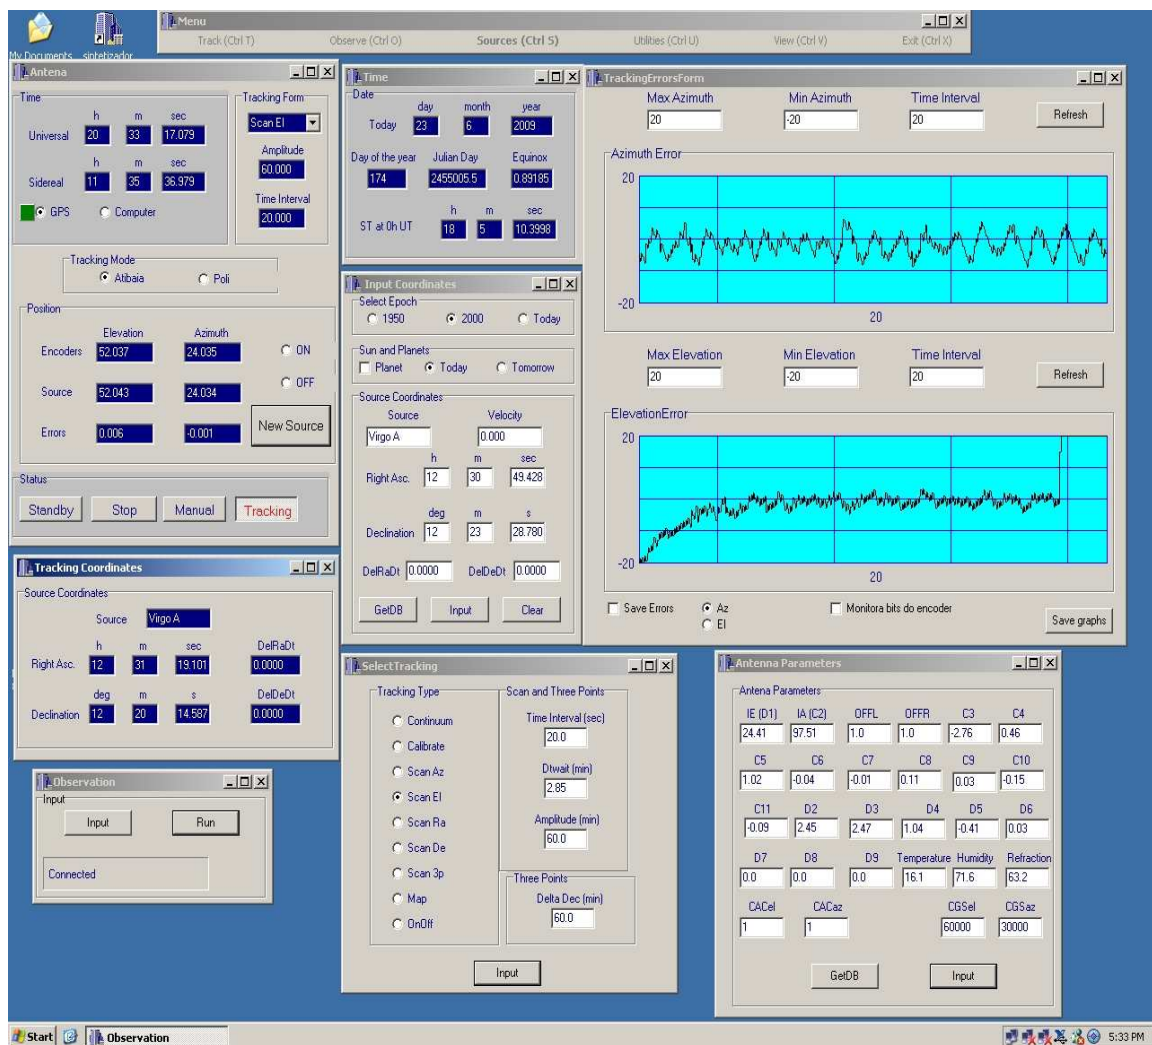 My Documents
sintetizador
Menu
Track (Ctrl T) Observe (Ctrl O) Sources (Ctrl S) Utilities (Ctrl U) View (Ctrl V) Exit (Ctrl X)
Antena
Time
h m sec
Universal 20 33 17.079
h m sec
Sidereal 11 35 36.979
GPS Computer
Tracking Form
Scan El
Amplitude
60.000
Time Interval
20.000
Tracking Mode
Atibaia Poli
Position
Elevation Azimuth
Encoders 52.037 24.035 ON
OFF
Source 52.043 24.034
Errors 0.006 -0.001 New Source
Status
Standby Stop Manual Tracking
Time
Date
day month year
Today 23 6 2009
Day of the year Julian Day Equinox
174 2455005.5 0.89185
h m sec
ST at 0h UT 18 5 10.3998
TrackingErrorsForm
Max Azimuth Min Azimuth Time Interval
20 -20 20 Refresh
Azimuth Error
20
-20
20
Max Elevation Min Elevation Time Interval
20 -20 20 Refresh
ElevationError
20
-20
20
Save Errors Az Monitora bits do encoder
El
Save graphs
Input Coordinates
Select Epoch
1950 2000 Today
Sun and Planets
Planet Today Tomorrow
Source Coordinates
Source Velocity
Virgo A 0.000
h m sec
Right Asc. 12 30 49.428
deg m s
Declination 12 23 28.780
DelRaDt 0.0000 DelDeDt 0.0000
GetDB Input Clear
Tracking Coordinates
Source Coordinates
Source Virgo A
h m sec DelRaDt
Right Asc. 12 31 19.101 0.0000
deg m s DelDeDt
Declination 12 20 14.587 0.0000
Observation
Input
Input Run
Connected
SelectTracking
Tracking Type
Continuum
Calibrate
Scan Az
Scan El
Scan Ra
Scan De
Scan 3p
Map
OnOff
Scan and Three Points
Time Interval (sec)
20.0
Dtwait (min)
2.85
Amplitude (min)
60.0
Three Points
Delta Dec (min)
60.0
Input
Antenna Parameters
Antena Parameters
IE (D1) IA (C2) OFFL OFFR C3 C4
24.41 97.51 1.0 1.0 -2.76 0.46
C5 C6 C7 C8 C9 C10
1.02 -0.04 -0.01 0.11 0.03 -0.15
C11 D2 D3 D4 D5 D6
-0.09 2.45 2.47 1.04 -0.41 0.03
D7 D8 D9 Temperature Humidity Refraction
0.0 0.0 0.0 16.1 71.6 63.2
CACel CACaz CGSel CGSaz
1 1 60000 30000
GetDB Input
Start Observation 5:33 PM